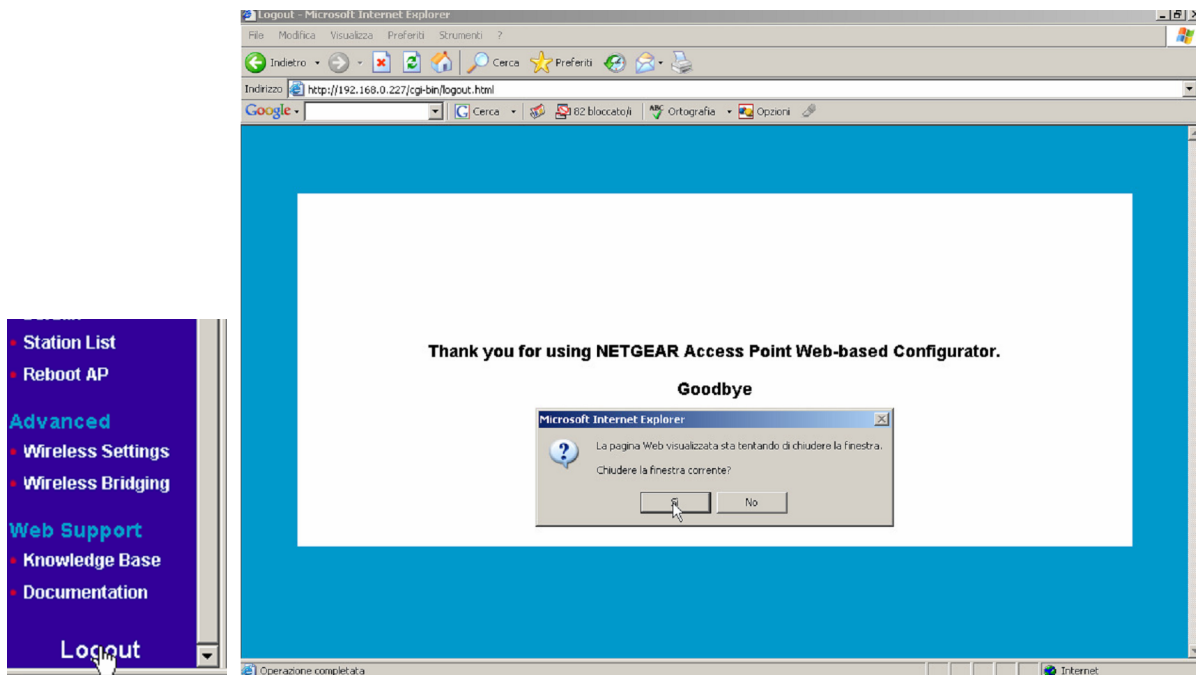 Station List
Reboot AP
Advanced
Wireless Settings
Wireless Bridging
Web Support
Knowledge Base
Documentation
Logout
Logout - Microsoft Internet Explorer
File Modifica Visualizza Preferiti Strumenti ?
Indietro Cerca Preferiti
Indirizzo http://192.168.0.227/cgi-bin/logout.html
Google Cerca 82 bloccato/i ABC Ortografia Opzioni
Thank you for using NETGEAR Access Point Web-based Configurator.
Goodbye
Microsoft Internet Explorer
La pagina Web visualizzata sta tentando di chiudere la finestra.
Chiudere la finestra corrente?
No
Operazione completata Internet